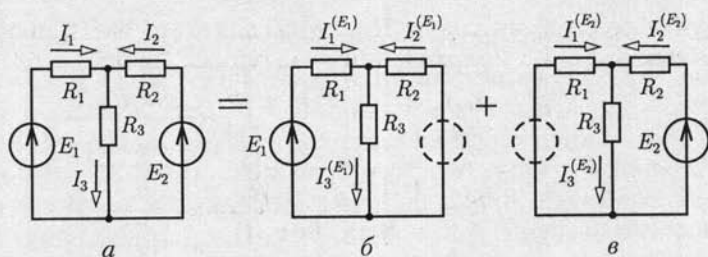 I₁ I₂ I₁⁽ᴱ¹⁾ I₂⁽ᴱ¹⁾ I₁⁽ᴱ²⁾ I₂⁽ᴱ²⁾
R₁ R₂ = R₁ R₂ + R₁ R₂
E₁ R₃ E₂ E₁ R₃ R₃ E₂
I₃ I₃⁽ᴱ¹⁾ I₃⁽ᴱ²⁾
а б в